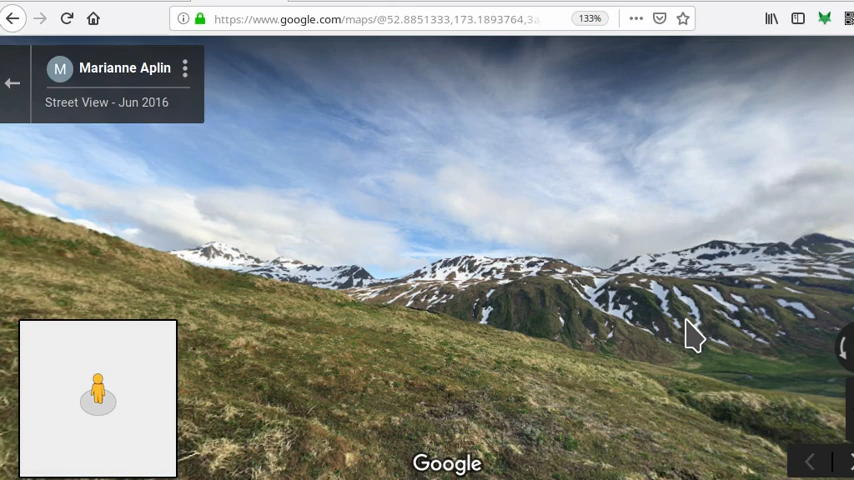 https://www.google.com/maps/@52.8851333,173.1893764,3a
133%
M Marianne Aplin
Street View - Jun 2016
Google